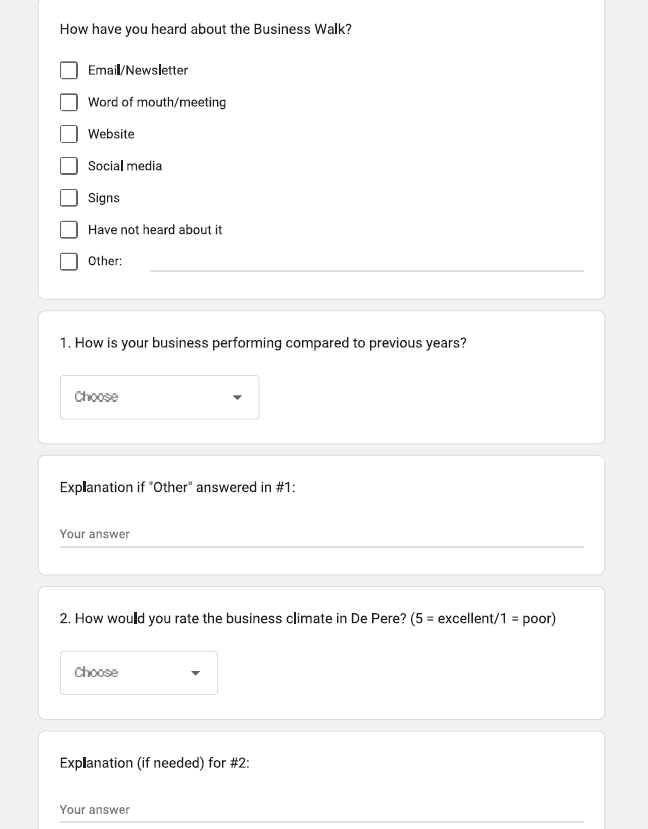 How have you heard about the Business Walk?
Email/Newsletter
Word of mouth/meeting
Website
Social media
Signs
Have not heard about it
Other:
1. How is your business performing compared to previous years?
Choose
Explanation if "Other" answered in #1:
Your answer
2. How would you rate the business climate in De Pere? (5 = excellent/1 = poor)
Choose
Explanation (if needed) for #2:
Your answer